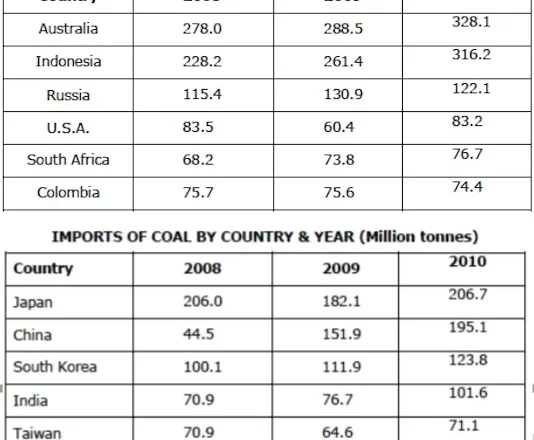 Australia 278.0 288.5 328.1
Indonesia 228.2 261.4 316.2
Russia 115.4 130.9 122.1
U.S.A. 83.5 60.4 83.2
South Africa 68.2 73.8 76.7
Colombia 75.7 75.6 74.4
IMPORTS OF COAL BY COUNTRY & YEAR (Million tonnes)
Country 2008 2009 2010
Japan 206.0 182.1 206.7
China 44.5 151.9 195.1
South Korea 100.1 111.9 123.8
India 70.9 76.7 101.6
Taiwan 70.9 64.6 71.1